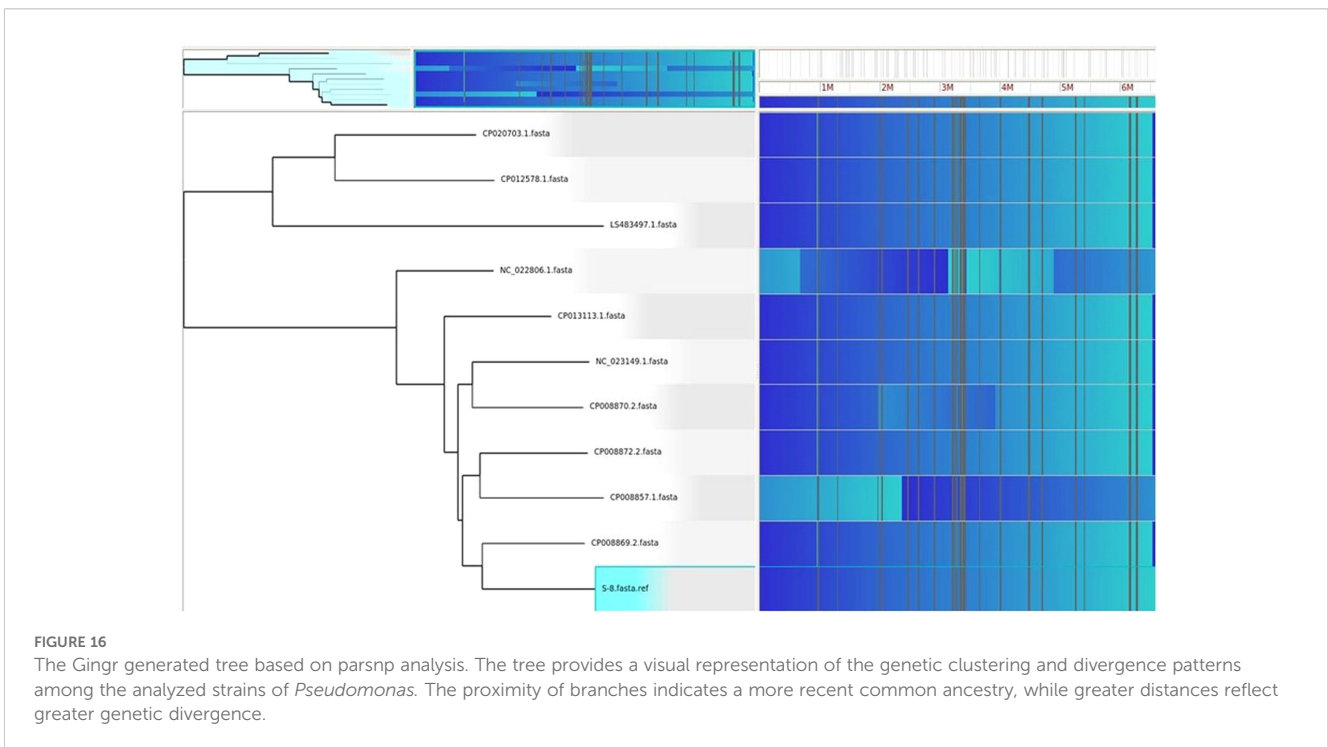 1M 2M 3M 4M 5M 6M
CP020703.1.fasta
CP012578.1.fasta
LS483497.1.fasta
NC_022806.1.fasta
CP013113.1.fasta
NC_023149.1.fasta
CP008870.2.fasta
CP008872.2.fasta
CP008857.1.fasta
CP008869.2.fasta
S-8.fasta.ref
FIGURE 16
The Gingr generated tree based on parsnp analysis. The tree provides a visual representation of the genetic clustering and divergence patterns
among the analyzed strains of Pseudomonas. The proximity of branches indicates a more recent common ancestry, while greater distances reflect
greater genetic divergence.